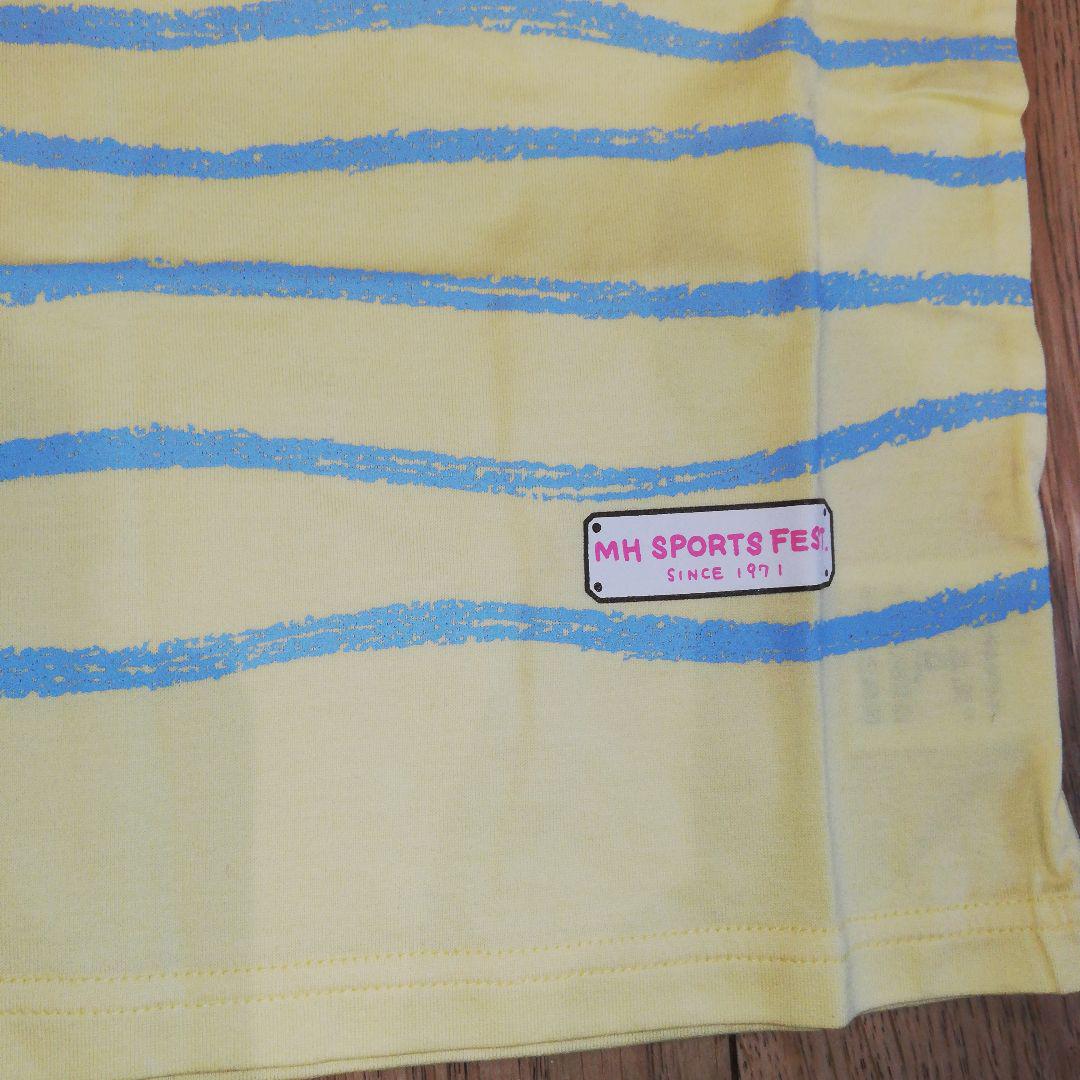 MH SPORTS FEST.
SINCE 1971